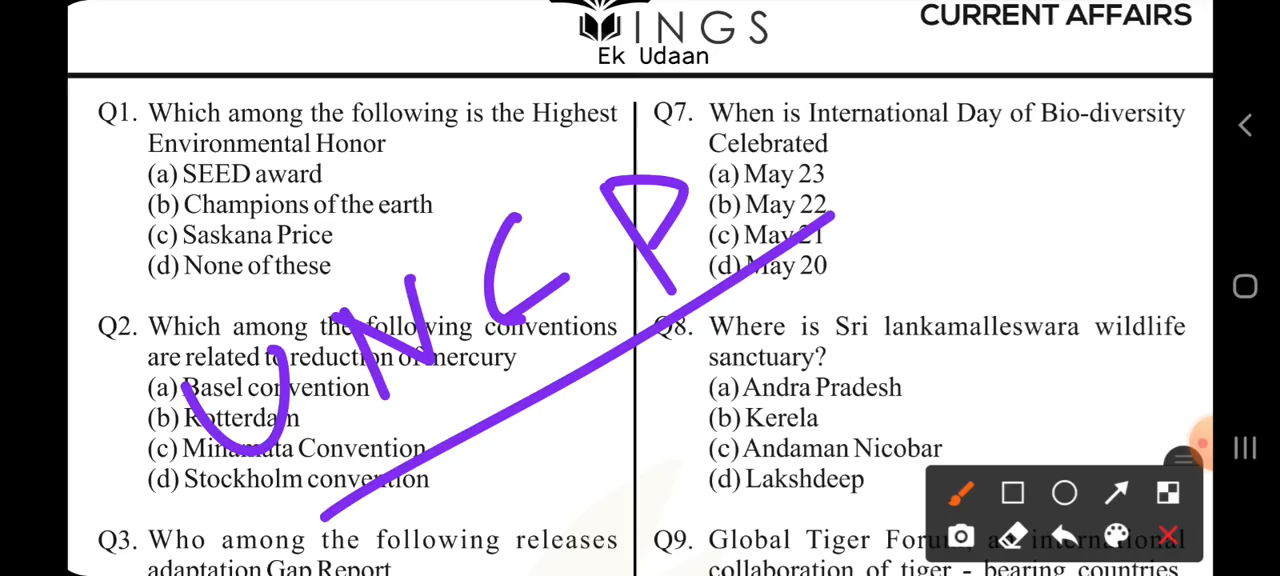 INGS
Ek Udaan
CURRENT AFFAIRS
Q1. Which among the following is the Highest
Environmental Honor
(a) SEED award
(b) Champions of the earth
(c) Saskana Price
(d) None of these
Q2. Which among the following conventions
are related to reduction of mercury
(a) Basel convention
(b) Rotterdam
(c) Minamata Convention
(d) Stockholm convention
Q3. Who among the following releases
adaptation Gap Report
Q7. When is International Day of Bio-diversity
Celebrated
(a) May 23
(b) May 22
(c) May 21
(d) May 20
Q8. Where is Sri lankamalleswara wildlife
sanctuary?
(a) Andra Pradesh
(b) Kerela
(c) Andaman Nicobar
(d) Lakshdeep
Q9. Global Tiger Forum, an international
collaboration of tiger - bearing countries
UNEP